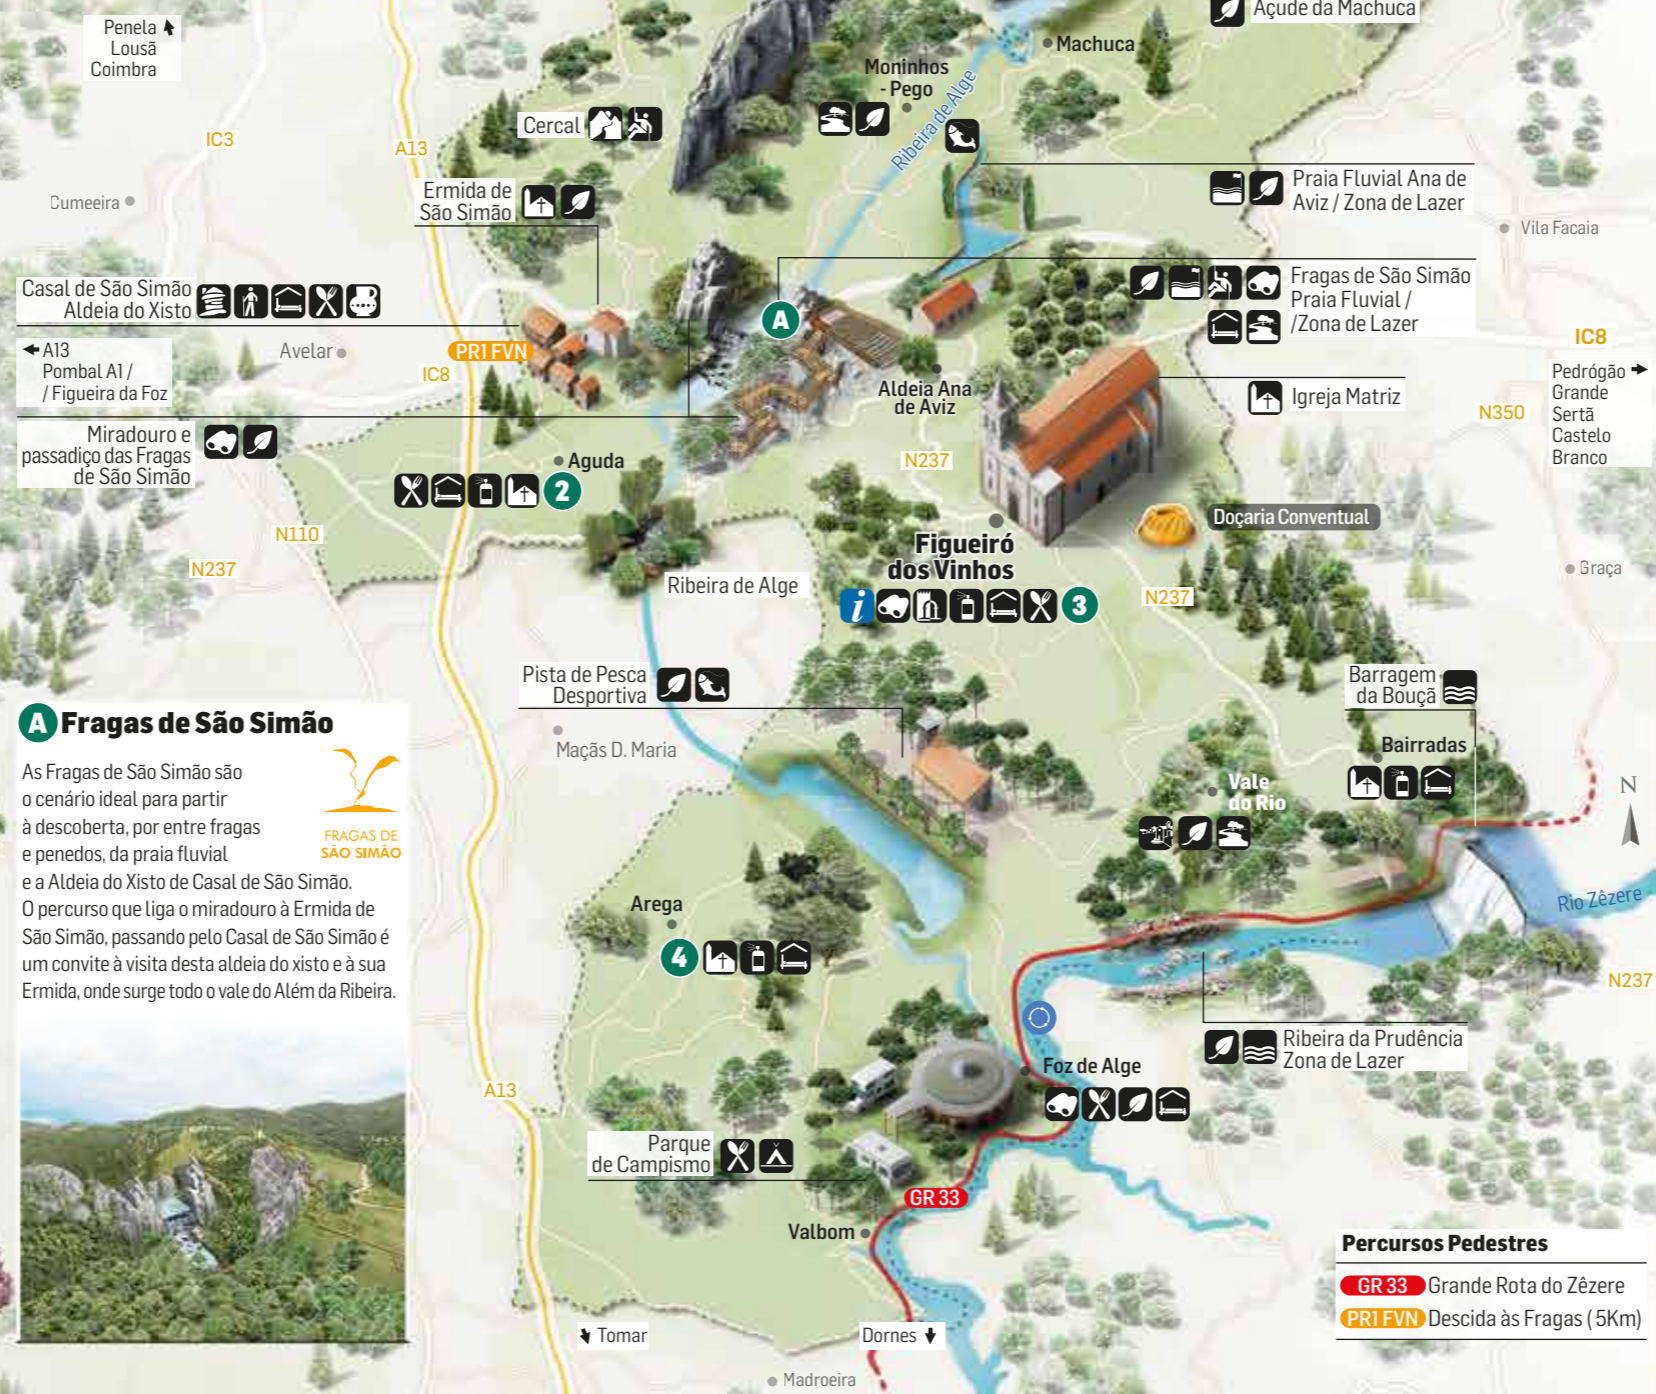 Penela
Lousã
Coimbra
Açude da Machuca
Machuca
Moninhos
- Pego
Ribeira de Alge
Cercal
IC3
A13
Ermida de
São Simão
Cumeeira
Praia Fluvial Ana de
Aviz / Zona de Lazer
Vila Facaia
Casal de São Simão
Aldeia do Xisto
A
Fragas de São Simão
Praia Fluvial /
/Zona de Lazer
A13
Pombal A1 /
/ Figueira da Foz
Avelar
PR1 FVN
IC8
IC8
Pedrógão
Grande
Sertã
Castelo
Branco
Aldeia Ana
de Aviz
Igreja Matriz
N350
Miradouro e
passadiço das Fragas
de São Simão
Aguda
2
N237
N110
N237
Doçaria Conventual
Figueiró
dos Vinhos
i
3
Ribeira de Alge
N237
Graça
Pista de Pesca
Desportiva
Barragem
da Bouçã
Maçãs D. Maria
Bairradas
Vale
do Rio
N
A Fragas de São Simão
As Fragas de São Simão são
o cenário ideal para partir
à descoberta, por entre fragas
e penedos, da praia fluvial
e a Aldeia do Xisto de Casal de São Simão.
O percurso que liga o miradouro à Ermida de
São Simão, passando pelo Casal de São Simão é
um convite à visita desta aldeia do xisto e à sua
Ermida, onde surge todo o vale do Além da Ribeira.
FRAGAS DE
SÃO SIMÃO
Arega
4
Rio Zêzere
N237
Ribeira da Prudência
Zona de Lazer
Foz de Alge
A13
Parque
de Campismo
GR 33
Valbom
Tomar
Dornes
Madroeira
Percursos Pedestres
GR 33 Grande Rota do Zêzere
PR1 FVN Descida às Fragas ( 5Km)